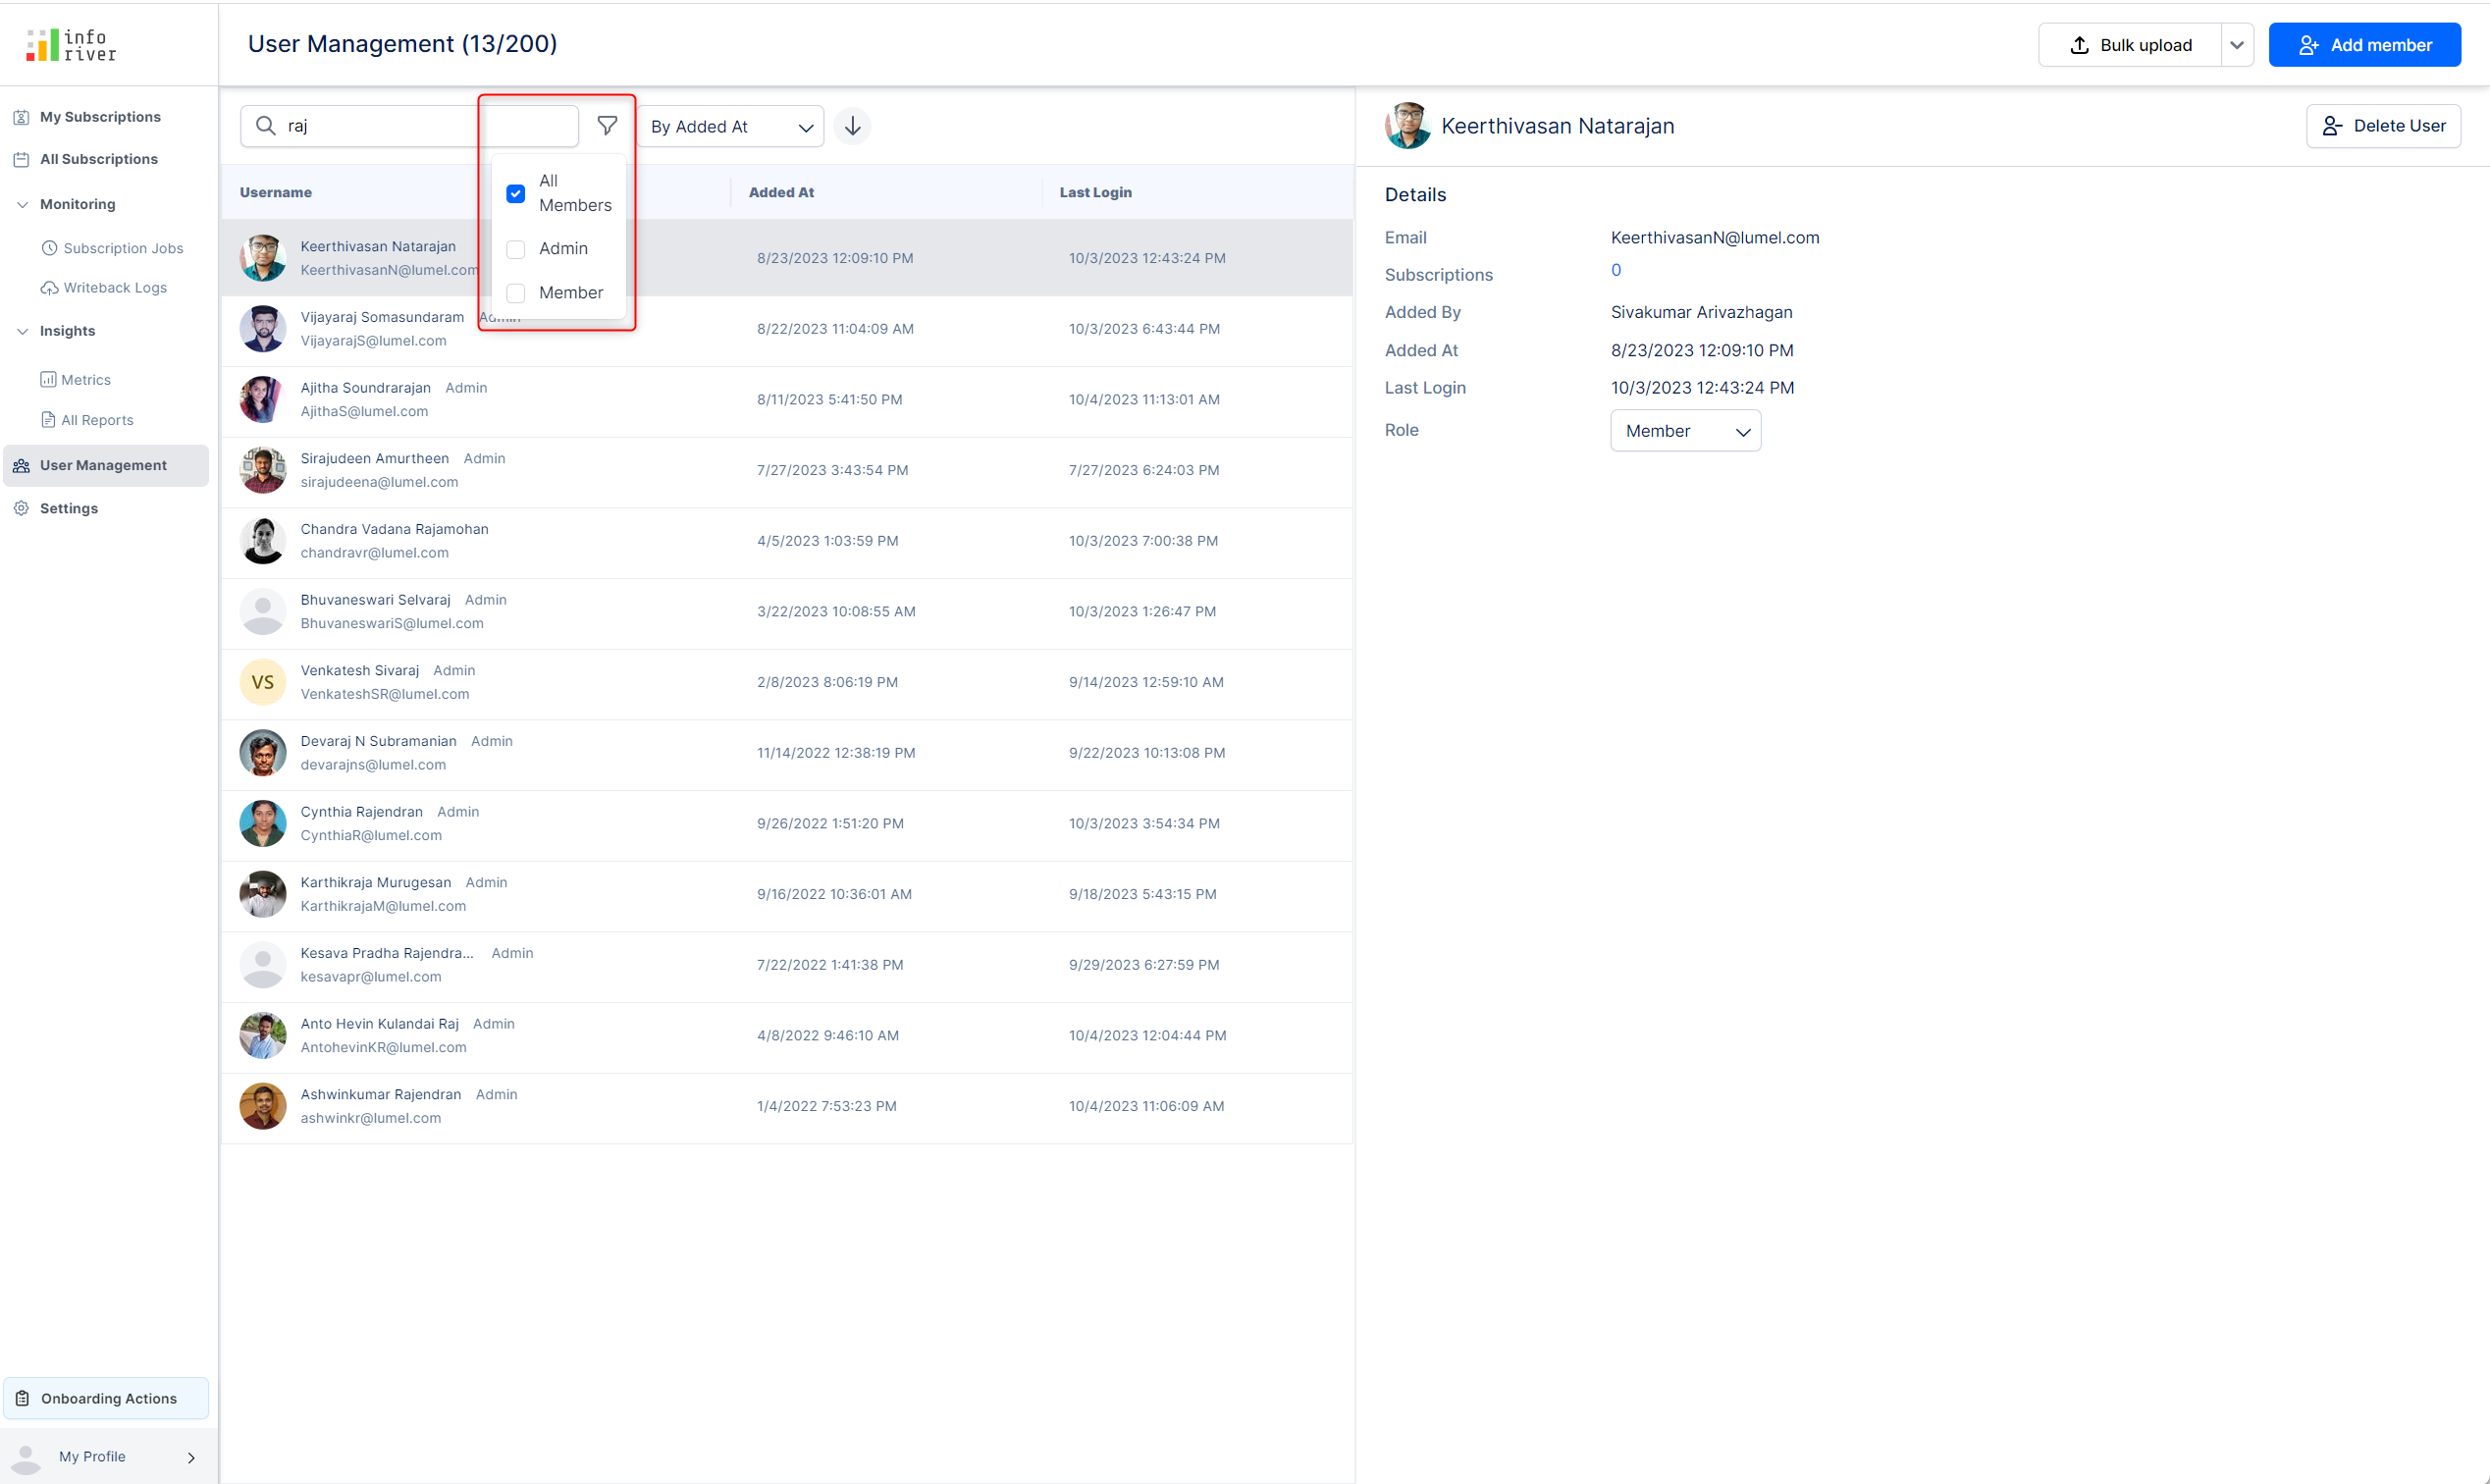 info
river
User Management (13/200)
Bulk upload
Add member
My Subscriptions
All Subscriptions
Monitoring
Subscription Jobs
Writeback Logs
Insights
Metrics
All Reports
User Management
Settings
Onboarding Actions
My Profile
raj
By Added At
All
Members
Admin
Member
Username
Added At
Last Login
Keerthivasan Natarajan
KeerthivasanN@lumel.com
8/23/2023 12:09:10 PM
10/3/2023 12:43:24 PM
Vijayaraj Somasundaram Admin
VijayarajS@lumel.com
8/22/2023 11:04:09 AM
10/3/2023 6:43:44 PM
Ajitha Soundrarajan Admin
AjithaS@lumel.com
8/11/2023 5:41:50 PM
10/4/2023 11:13:01 AM
Sirajudeen Amurtheen Admin
sirajudeena@lumel.com
7/27/2023 3:43:54 PM
7/27/2023 6:24:03 PM
Chandra Vadana Rajamohan
chandravr@lumel.com
4/5/2023 1:03:59 PM
10/3/2023 7:00:38 PM
Bhuvaneswari Selvaraj Admin
BhuvaneswariS@lumel.com
3/22/2023 10:08:55 AM
10/3/2023 1:26:47 PM
VS
Venkatesh Sivaraj Admin
VenkateshSR@lumel.com
2/8/2023 8:06:19 PM
9/14/2023 12:59:10 AM
Devaraj N Subramanian Admin
devarajns@lumel.com
11/14/2022 12:38:19 PM
9/22/2023 10:13:08 PM
Cynthia Rajendran Admin
CynthiaR@lumel.com
9/26/2022 1:51:20 PM
10/3/2023 3:54:34 PM
Karthikraja Murugesan Admin
KarthikrajaM@lumel.com
9/16/2022 10:36:01 AM
9/18/2023 5:43:15 PM
Kesava Pradha Rajendra... Admin
kesavapr@lumel.com
7/22/2022 1:41:38 PM
9/29/2023 6:27:59 PM
Anto Hevin Kulandai Raj Admin
AntohevinKR@lumel.com
4/8/2022 9:46:10 AM
10/4/2023 12:04:44 PM
Ashwinkumar Rajendran Admin
ashwinkr@lumel.com
1/4/2022 7:53:23 PM
10/4/2023 11:06:09 AM
Keerthivasan Natarajan
Delete User
Details
Email KeerthivasanN@lumel.com
Subscriptions 0
Added By Sivakumar Arivazhagan
Added At 8/23/2023 12:09:10 PM
Last Login 10/3/2023 12:43:24 PM
Role Member